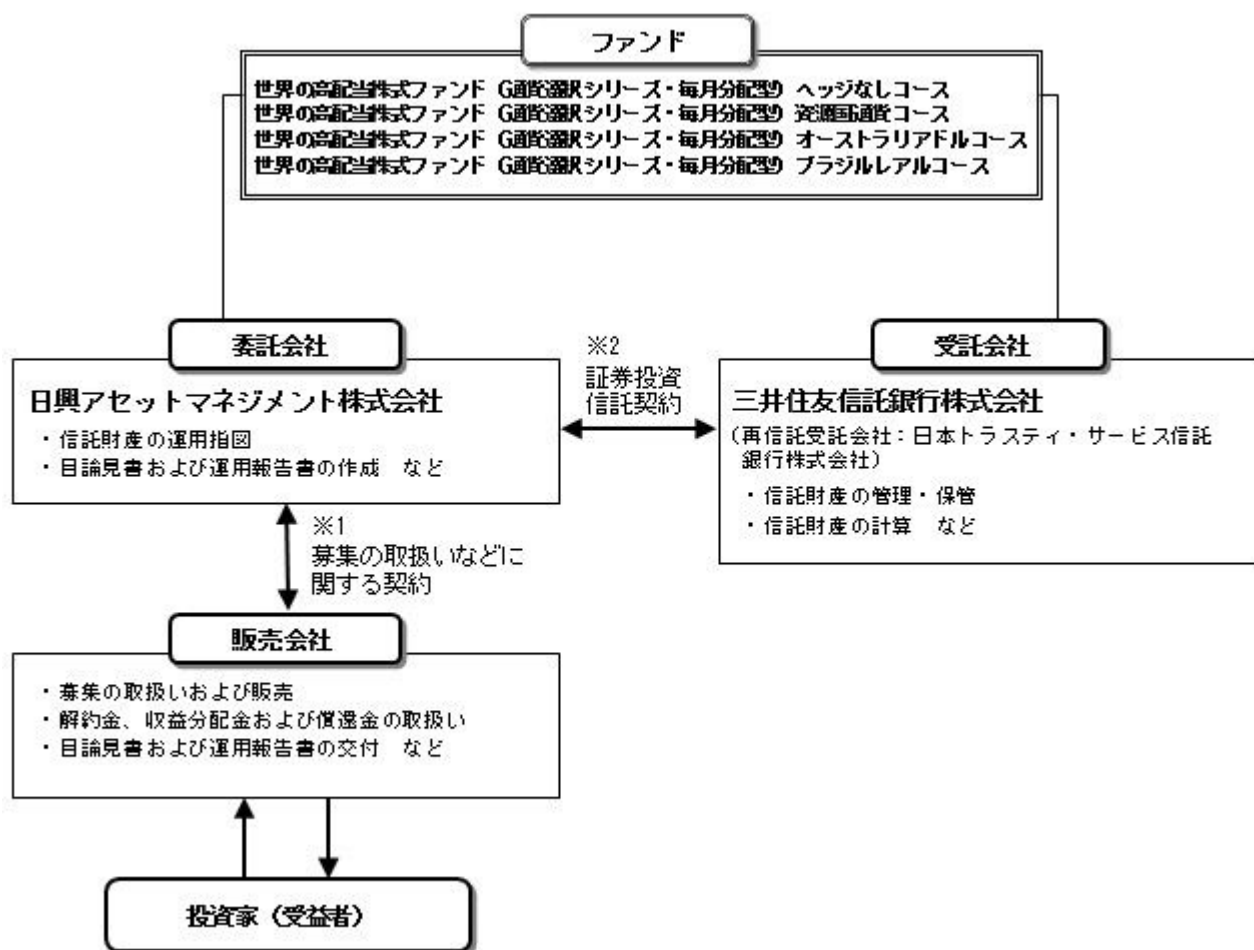 ファンド
世界の高配当株式ファンド （通貨選択シリーズ・毎月分配型） ヘッジなしコース
世界の高配当株式ファンド （通貨選択シリーズ・毎月分配型） 資源国通貨コース
世界の高配当株式ファンド （通貨選択シリーズ・毎月分配型） オーストラリアドルコース
世界の高配当株式ファンド （通貨選択シリーズ・毎月分配型） ブラジルレアルコース
委託会社
日興アセットマネジメント株式会社
・信託財産の運用指図
・目論見書および運用報告書の作成　など
※2
証券投資
信託契約
受託会社
三井住友信託銀行株式会社
（再信託受託会社：日本トラスティ・サービス信託
銀行株式会社）
・信託財産の管理・保管
・信託財産の計算　など
※1
募集の取扱いなどに
関する契約
販売会社
・募集の取扱いおよび販売
・解約金、収益分配金および償還金の取扱い
・目論見書および運用報告書の交付　など
投資家（受益者）